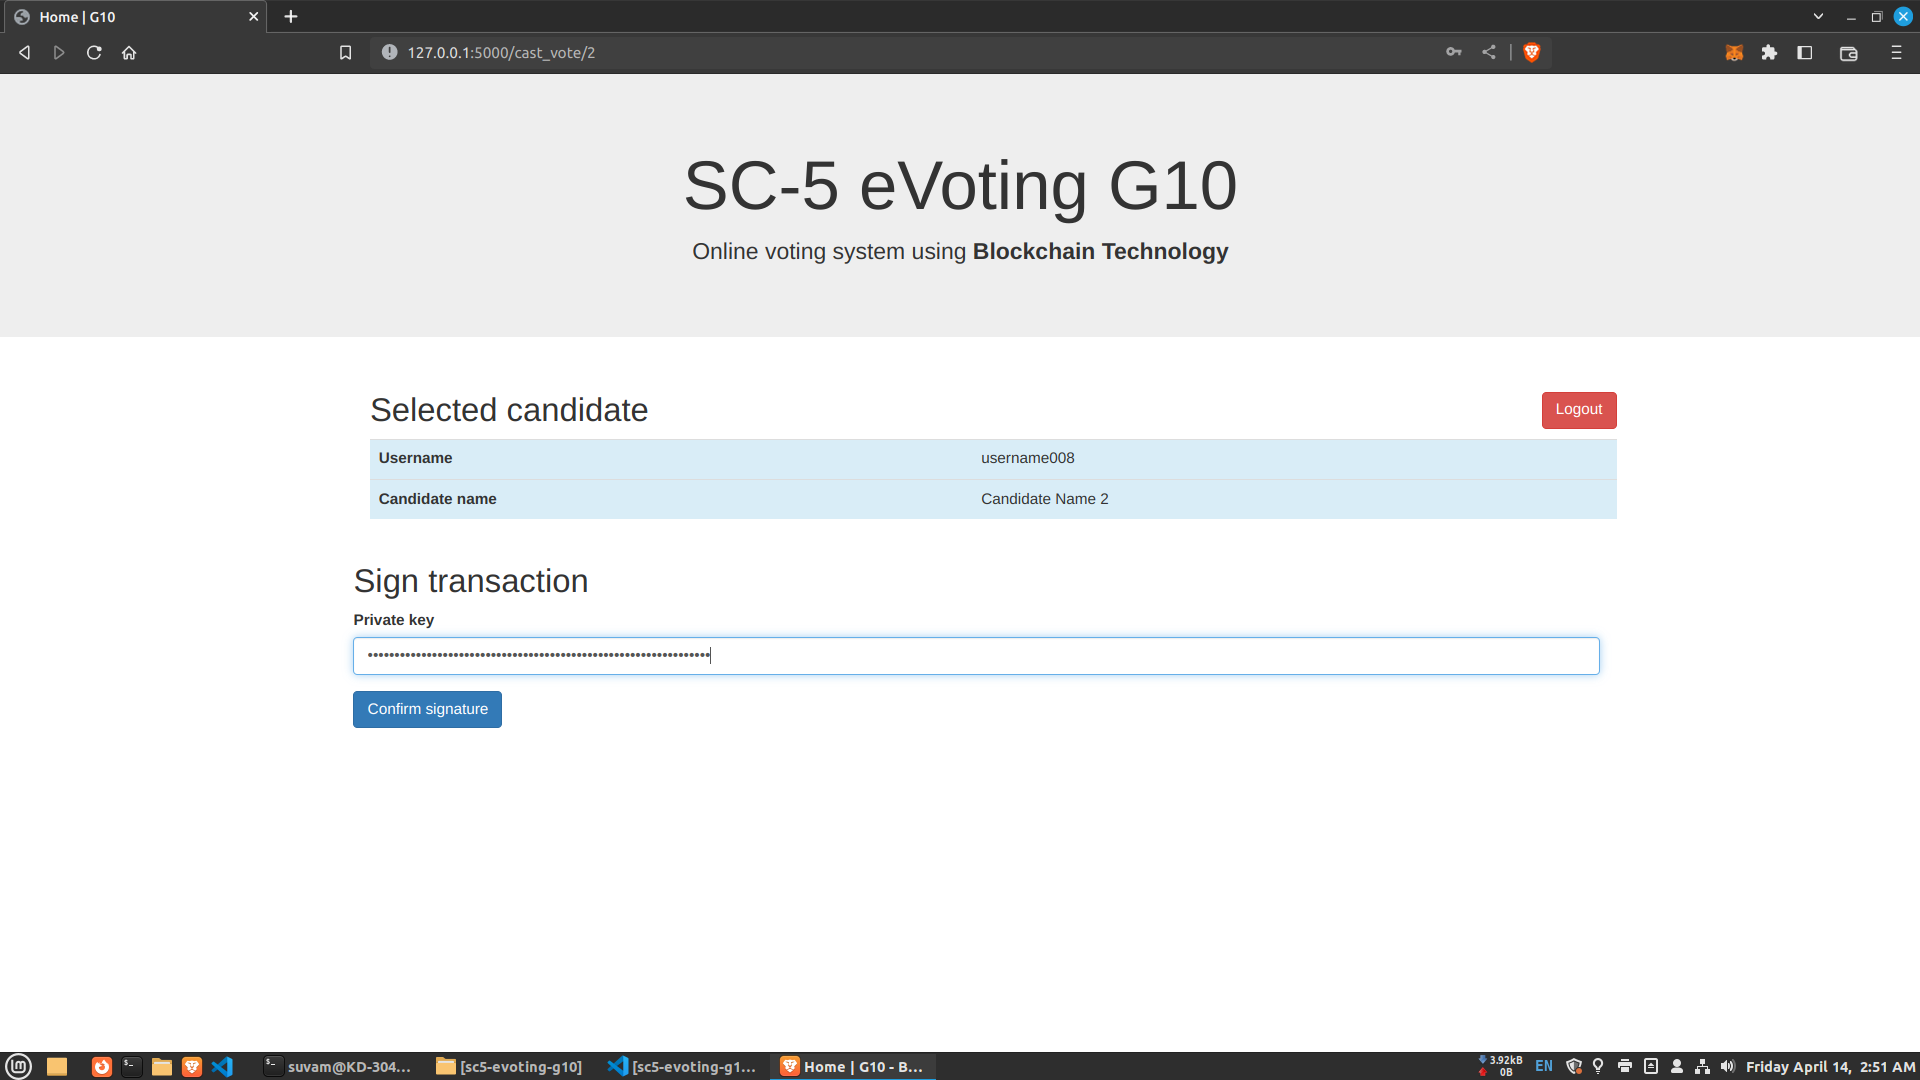 Home | G10
127.0.0.1:5000/cast_vote/2
SC-5 eVoting G10
Online voting system using Blockchain Technology
Selected candidate
Logout
Username username008
Candidate name Candidate Name 2
Sign transaction
Private key
Confirm signature
suvam@KD-304...
[sc5-evoting-g10]
[sc5-evoting-g1...
Home | G10 - B...
3.92kB
0B
EN
Friday April 14, 2:51 AM